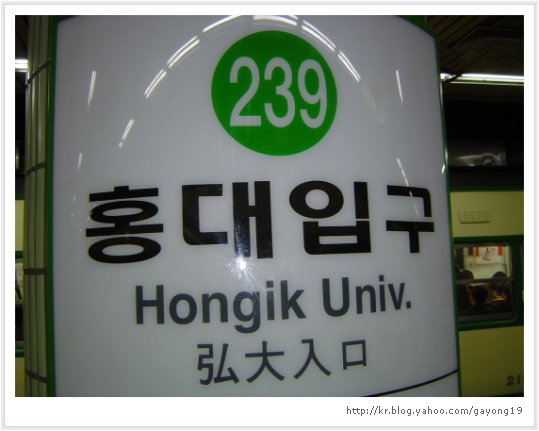 239
홍대입구
Hongik Univ.
弘大入口
http://kr.blog.yahoo.com/gayong19